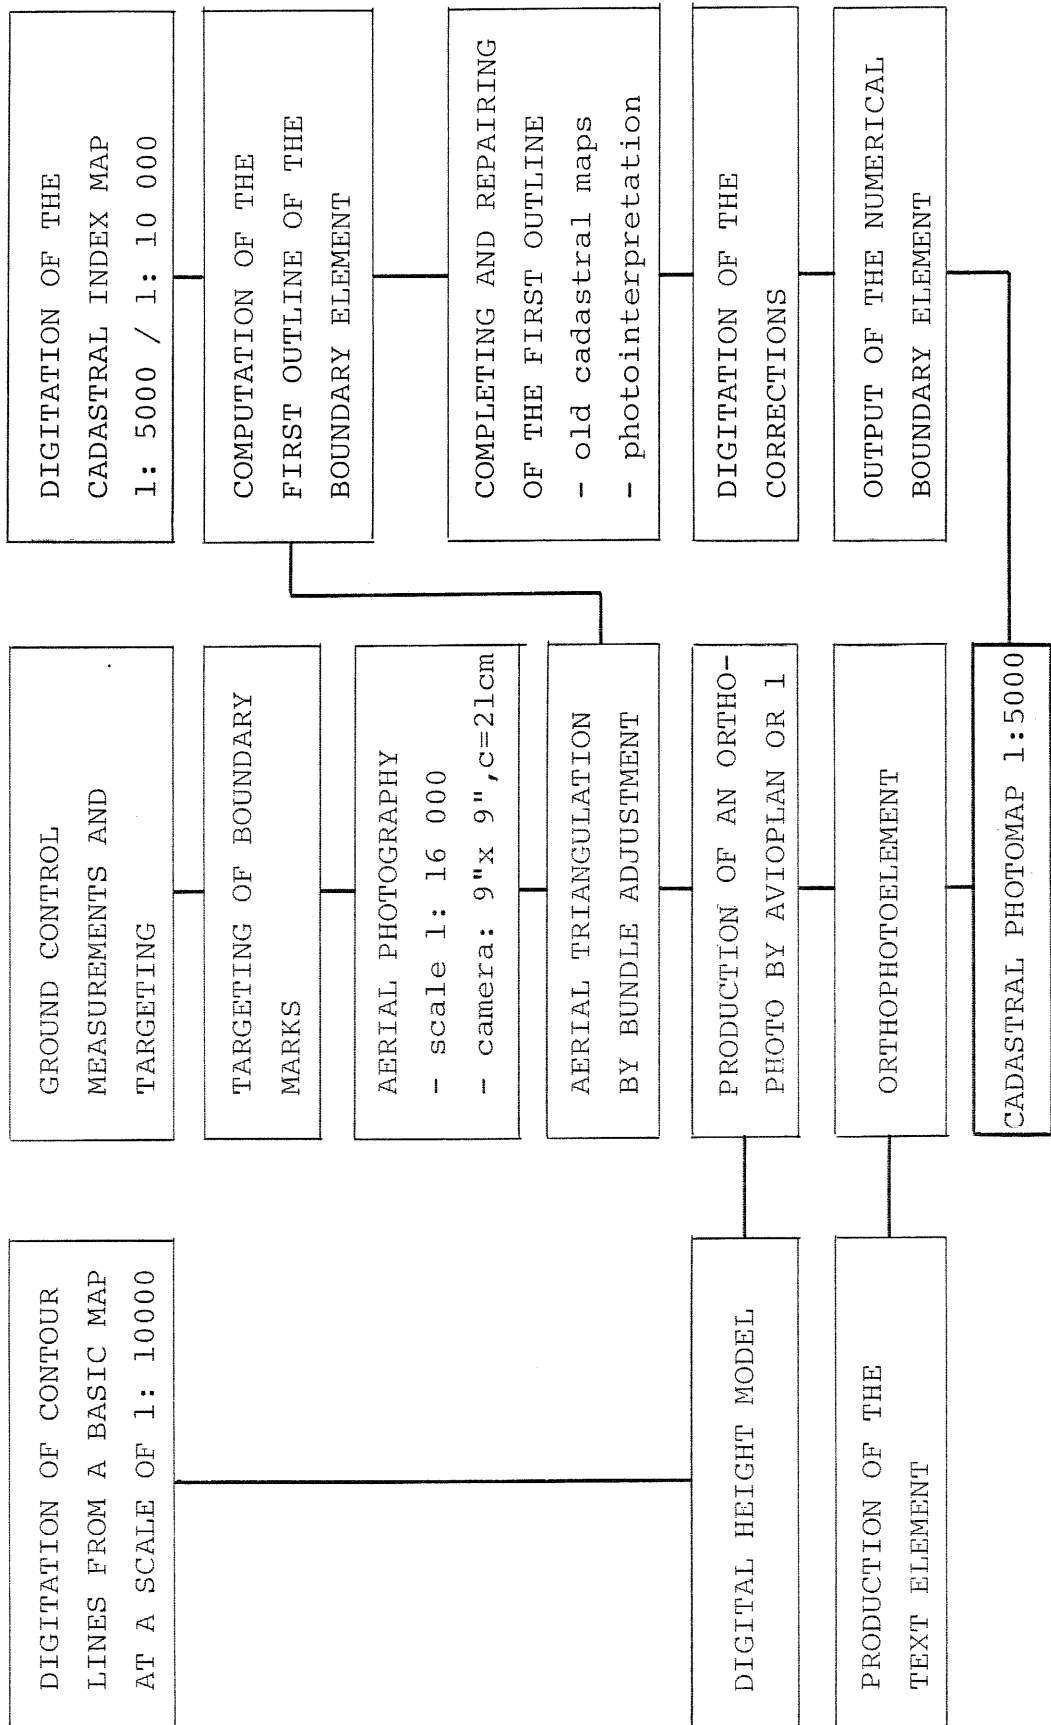 DIGITATION OF CONTOUR
LINES FROM A BASIC MAP
AT A SCALE OF 1: 10000
DIGITAL HEIGHT MODEL
PRODUCTION OF THE
TEXT ELEMENT
GROUND CONTROL
MEASUREMENTS AND
TARGETING
TARGETING OF BOUNDARY
MARKS
AERIAL PHOTOGRAPHY
- scale 1: 16 000
- camera: 9"x 9",c=21cm
AERIAL TRIANGULATION
BY BUNDLE ADJUSTMENT
PRODUCTION OF AN ORTHO-
PHOTO BY AVIOPLAN OR 1
ORTHOPHOTOELEMENT
CADASTRAL PHOTOMAP 1:5000
DIGITATION OF THE
CADASTRAL INDEX MAP
1: 5000 / 1: 10 000
COMPUTATION OF THE
FIRST OUTLINE OF THE
BOUNDARY ELEMENT
COMPLETING AND REPAIRING
OF THE FIRST OUTLINE
- old cadastral maps
- photointerpretation
DIGITATION OF THE
CORRECTIONS
OUTPUT OF THE NUMERICAL
BOUNDARY ELEMENT